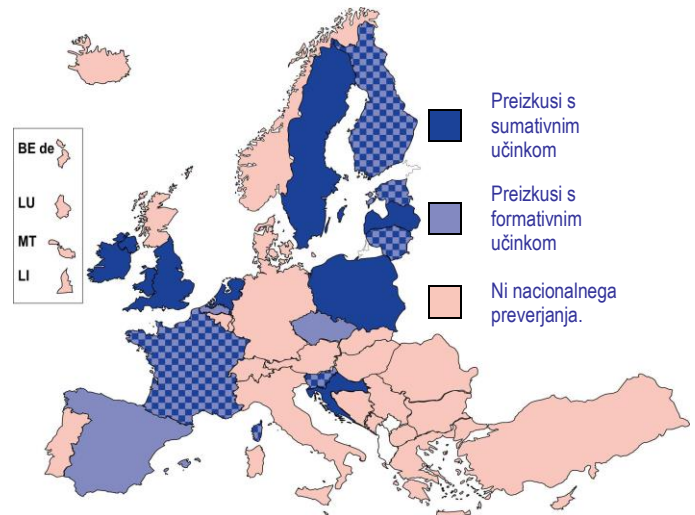 Preizkusi s
sumativnim
učinkom
BE de
LU
MT
LI
Preizkusi s
formativnim
učinkom
Ni nacionalnega
preverjanja.